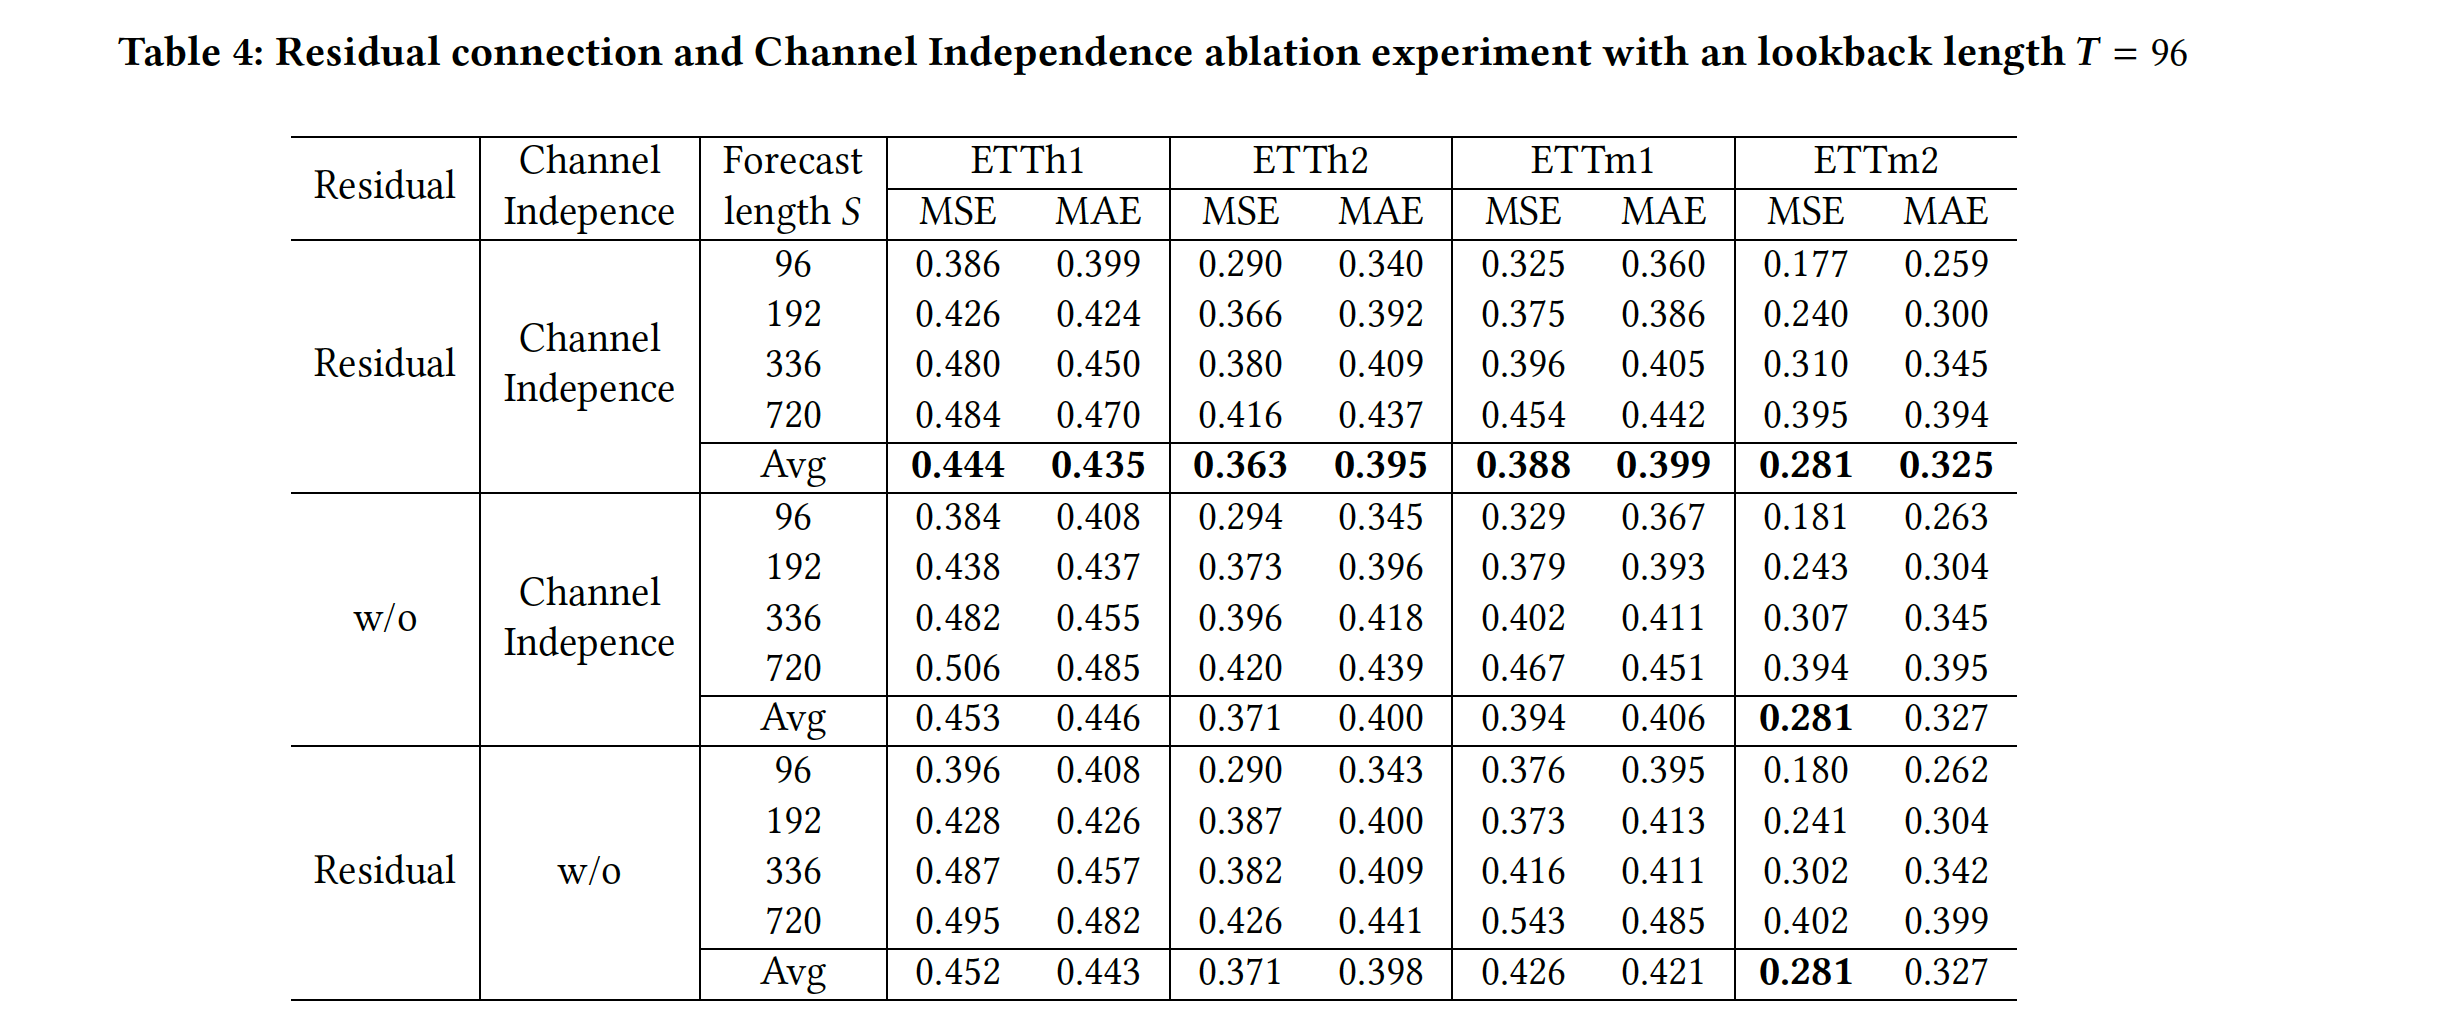 Table 4: Residual connection and Channel Independence ablation experiment with an lookback length T = 96
Residual Channel Indepence Forecast length S ETTh1 ETTh2 ETTm1 ETTm2
MSE MAE MSE MAE MSE MAE MSE MAE
Residual Channel Indepence
96 0.386 0.399 0.290 0.340 0.325 0.360 0.177 0.259
192 0.426 0.424 0.366 0.392 0.375 0.386 0.240 0.300
336 0.480 0.450 0.380 0.409 0.396 0.405 0.310 0.345
720 0.484 0.470 0.416 0.437 0.454 0.442 0.395 0.394
Avg 0.444 0.435 0.363 0.395 0.388 0.399 0.281 0.325
w/o Channel Indepence
96 0.384 0.408 0.294 0.345 0.329 0.367 0.181 0.263
192 0.438 0.437 0.373 0.396 0.379 0.393 0.243 0.304
336 0.482 0.455 0.396 0.418 0.402 0.411 0.307 0.345
720 0.506 0.485 0.420 0.439 0.467 0.451 0.394 0.395
Avg 0.453 0.446 0.371 0.400 0.394 0.406 0.281 0.327
Residual w/o
96 0.396 0.408 0.290 0.343 0.376 0.395 0.180 0.262
192 0.428 0.426 0.387 0.400 0.373 0.413 0.241 0.304
336 0.487 0.457 0.382 0.409 0.416 0.411 0.302 0.342
720 0.495 0.482 0.426 0.441 0.543 0.485 0.402 0.399
Avg 0.452 0.443 0.371 0.398 0.426 0.421 0.281 0.327